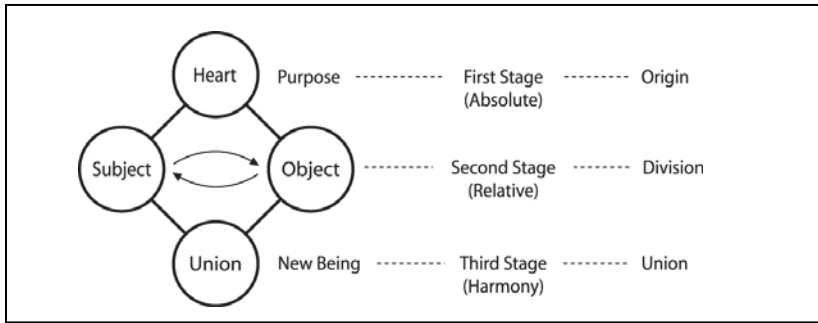 Heart Purpose First Stage Origin
(Absolute)
Subject Object Second Stage Division
(Relative)
Union New Being Third Stage Union
(Harmony)